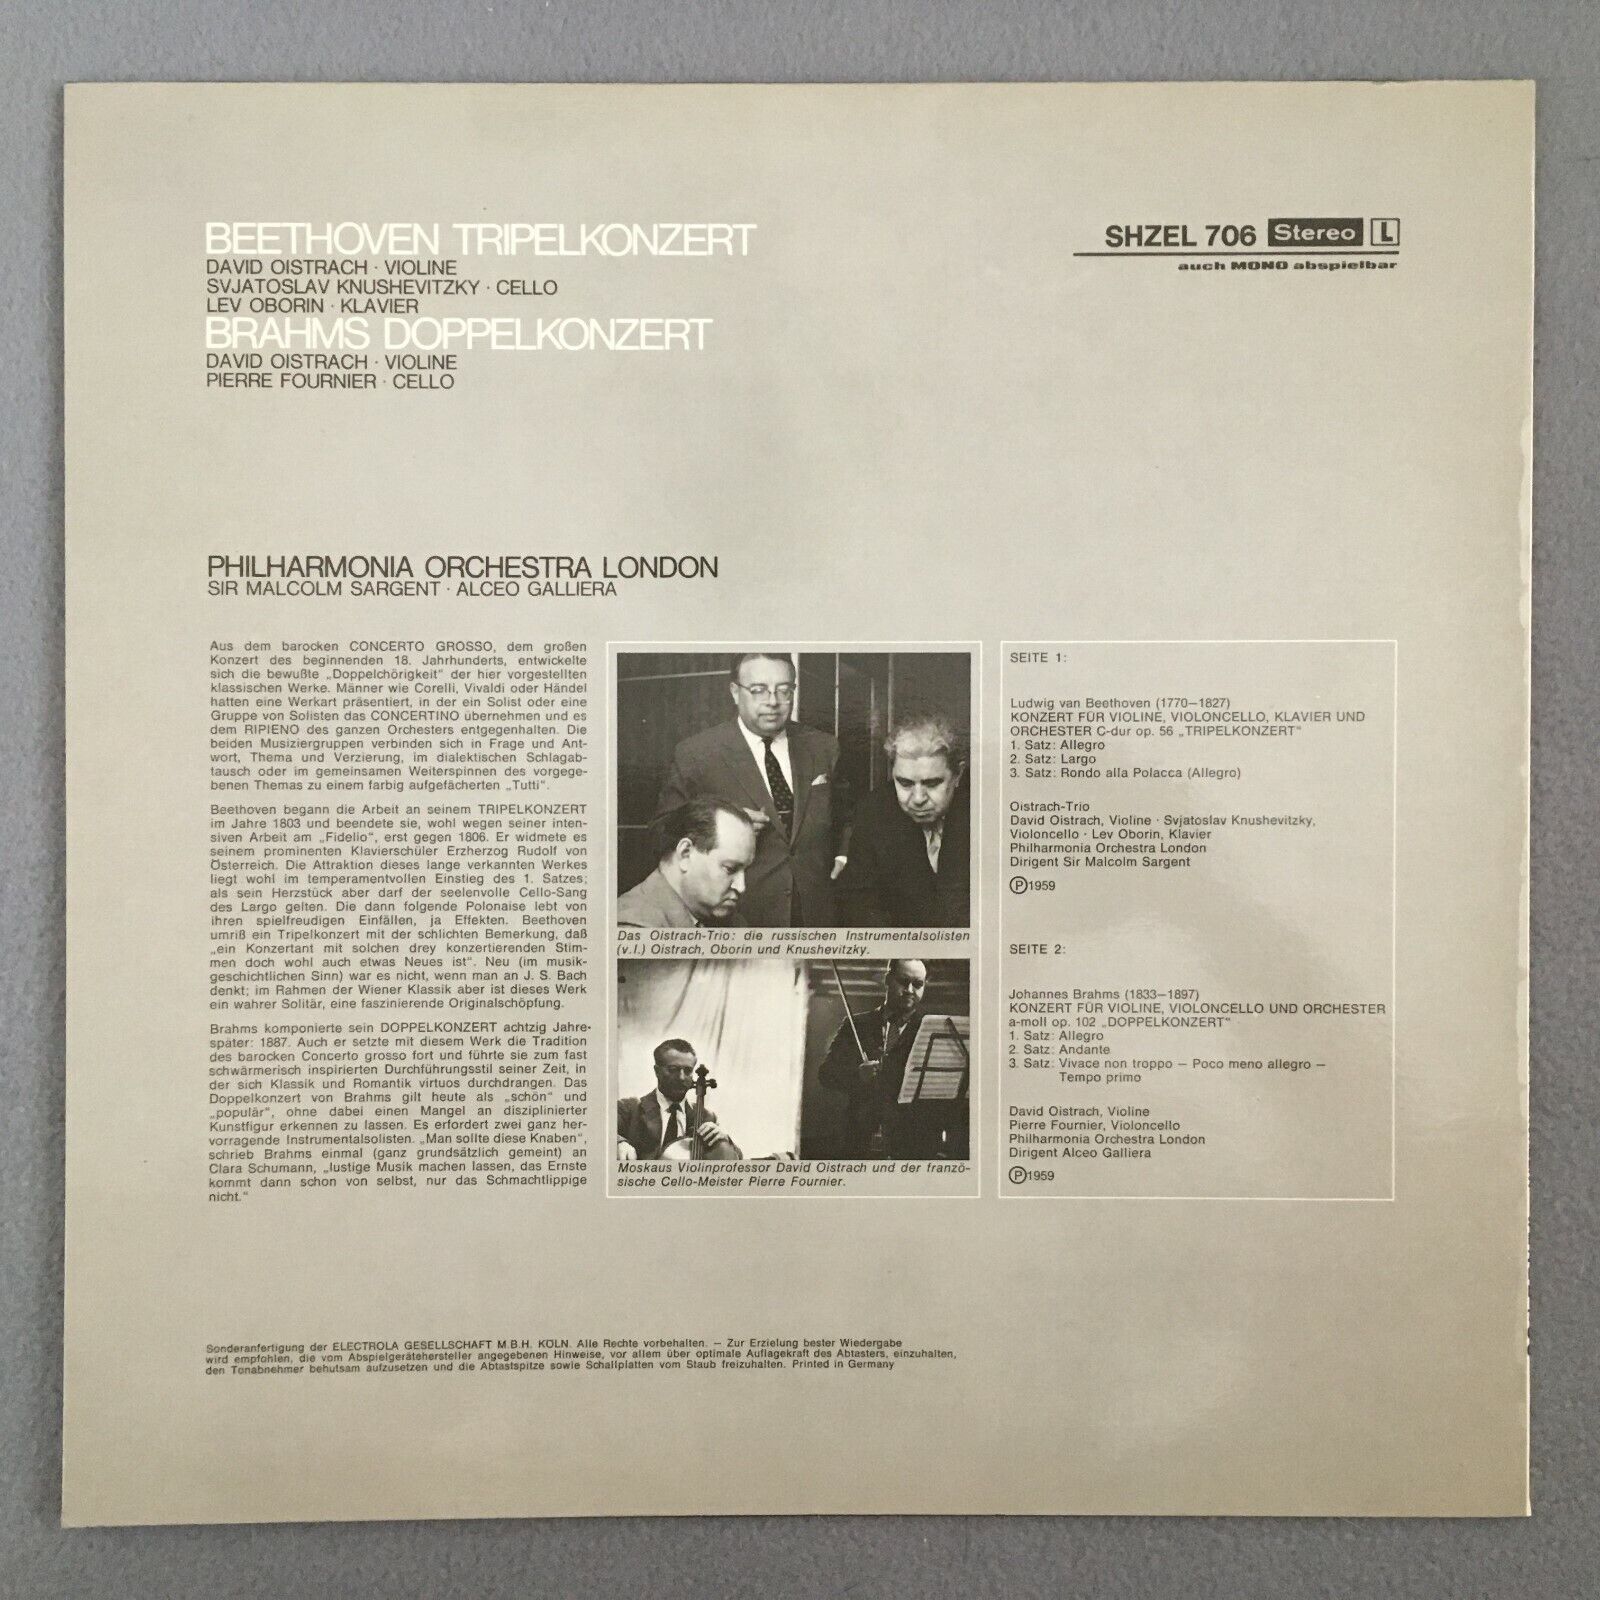 BEETHOVEN TRIPELKONZERT
DAVID OISTRACH · VIOLINE
SVJATOSLAV KNUSHEVITZKY · CELLO
LEV OBORIN · KLAVIER
BRAHMS DOPPELKONZERT
DAVID OISTRACH · VIOLINE
PIERRE FOURNIER · CELLO
SHZEL 706 Stereo L
auch MONO abspielbar
PHILHARMONIA ORCHESTRA LONDON
SIR MALCOLM SARGENT · ALCEO GALLIERA
Aus dem barocken CONCERTO GROSSO, dem großen
Konzert des beginnenden 18. Jahrhunderts, entwickelte
sich die bewußte „Doppelchörigkeit“ der hier vorgestellten
klassischen Werke. Männer wie Corelli, Vivaldi oder Händel
hatten eine Werkart präsentiert, in der ein Solist oder eine
Gruppe von Solisten das CONCERTINO übernehmen und es
dem RIPIENO des ganzen Orchesters entgegenhalten. Die
beiden Musiziergruppen verbinden sich in Frage und Ant-
wort, Thema und Verzierung, im dialektischen Schlagab-
tausch oder im gemeinsamen Weiterspinnen des vorgege-
benen Themas zu einem farbig aufgefächerten „Tutti“.
Beethoven begann die Arbeit an seinem TRIPELKONZERT
im Jahre 1803 und beendete sie, wohl wegen seiner inten-
siven Arbeit am „Fidelio“, erst gegen 1806. Er widmete es
seinem prominenten Klavierschüler Erzherzog Rudolf von
Österreich. Die Attraktion dieses lange verkannten Werkes
liegt wohl im temperamentvollen Einstieg des 1. Satzes;
als sein Herzstück aber darf der seelenvolle Cello-Sang
des Largo gelten. Die dann folgende Polonaise lebt von
ihren spielfreudigen Einfällen, ja Effekten. Beethoven
umriß ein Tripelkonzert mit der schlichten Bemerkung, daß
„ein Konzertant mit solchen drey konzertierenden Stim-
men doch wohl auch etwas Neues ist“. Neu (im musik-
geschichtlichen Sinn) war es nicht, wenn man an J. S. Bach
denkt; im Rahmen der Wiener Klassik aber ist dieses Werk
ein wahrer Solitär, eine faszinierende Originalschöpfung.
Brahms komponierte sein DOPPELKONZERT achtzig Jahre-
später: 1887. Auch er setzte mit diesem Werk die Tradition
des barocken Concerto grosso fort und führte sie zum fast
schwärmerisch inspirierten Durchführungsstil seiner Zeit, in
der sich Klassik und Romantik virtuos durchdrangen. Das
Doppelkonzert von Brahms gilt heute als „schön“ und
„populär“, ohne dabei einen Mangel an disziplinierter
Kunstfigur erkennen zu lassen. Es erfordert zwei ganz her-
vorragende Instrumentalsolisten. „Man sollte diese Knaben“,
schrieb Brahms einmal (ganz grundsätzlich gemeint) an
Clara Schumann, „lustige Musik machen lassen, das Ernste
kommt dann schon von selbst, nur das Schmachtlippige
nicht.“
Das Oistrach-Trio: die russischen Instrumentalsolisten
(v.l.) Oistrach, Oborin und Knushevitzky.
Moskaus Violinprofessor David Oistrach und der franzö-
sische Cello-Meister Pierre Fournier.
SEITE 1:
Ludwig van Beethoven (1770–1827)
KONZERT FÜR VIOLINE, VIOLONCELLO, KLAVIER UND
ORCHESTER C-dur op. 56 „TRIPELKONZERT“
1. Satz: Allegro
2. Satz: Largo
3. Satz: Rondo alla Polacca (Allegro)
Oistrach-Trio
David Oistrach, Violine · Svjatoslav Knushevitzky,
Violoncello · Lev Oborin, Klavier
Philharmonia Orchestra London
Dirigent Sir Malcolm Sargent
Ⓟ1959
SEITE 2:
Johannes Brahms (1833–1897)
KONZERT FÜR VIOLINE, VIOLONCELLO UND ORCHESTER
a-moll op. 102 „DOPPELKONZERT“
1. Satz: Allegro
2. Satz: Andante
3. Satz: Vivace non troppo – Poco meno allegro –
Tempo primo
David Oistrach, Violine
Pierre Fournier, Violoncello
Philharmonia Orchestra London
Dirigent Alceo Galliera
Ⓟ1959
Sonderanfertigung der ELECTROLA GESELLSCHAFT M.B.H. KÖLN. Alle Rechte vorbehalten. – Zur Erzielung bester Wiedergabe
wird empfohlen, die vom Abspielgerätehersteller angegebenen Hinweise, vor allem über optimale Auflagekraft des Abtasters, einzuhalten,
den Tonabnehmer behutsam aufzusetzen und die Abtastspitze sowie Schallplatten vom Staub freizuhalten. Printed in Germany